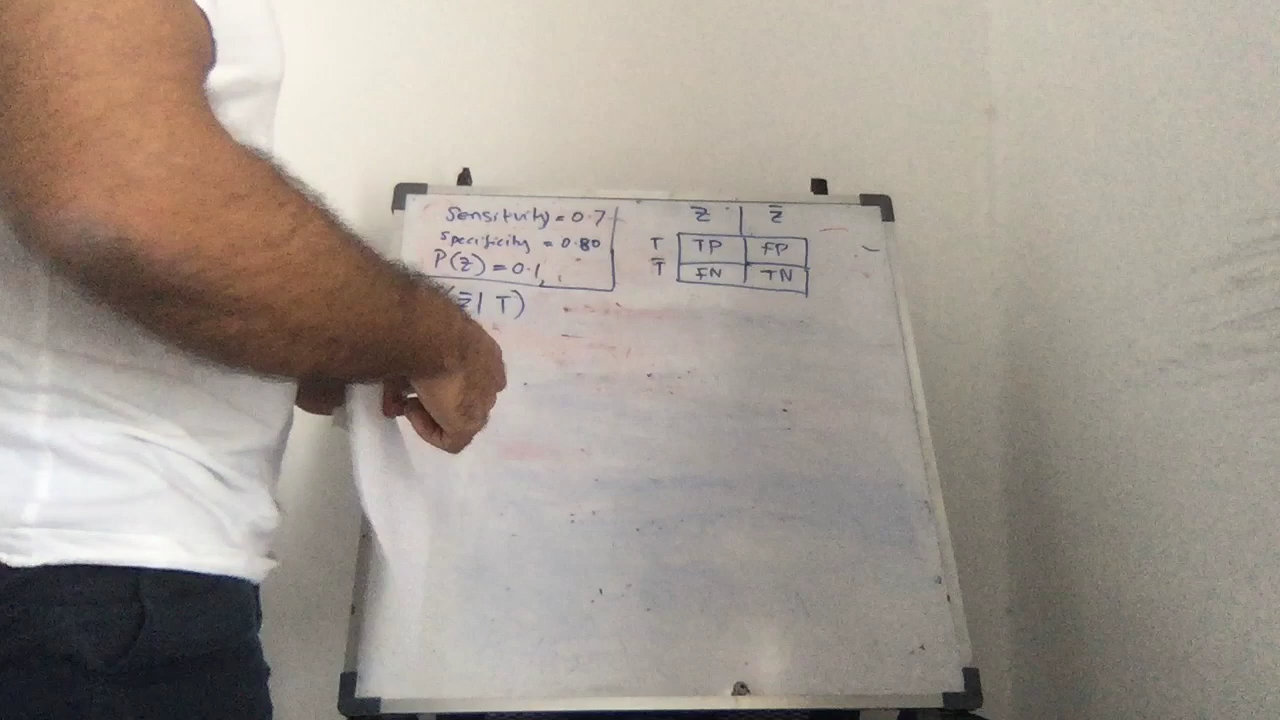 Sensitivity = 0.7
Specificity = 0.80
P(Z) = 0.1
(Z̄ | T)
Z | Z̄
T TP FP
T̄ FN TN